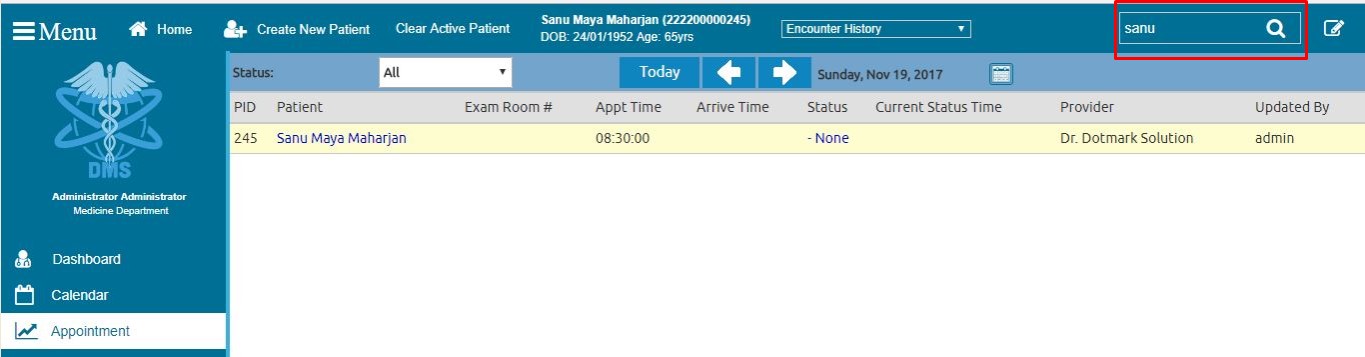 Menu Home Create New Patient Clear Active Patient Sanu Maya Maharjan (222200000245) Encounter History sanu
DOB: 24/01/1952 Age: 65yrs
Status: All Today Sunday, Nov 19, 2017
PID Patient Exam Room # Appt Time Arrive Time Status Current Status Time Provider Updated By
245 Sanu Maya Maharjan 08:30:00 - None Dr. Dotmark Solution admin
DMS
Administrator Administrator
Medicine Department
Dashboard
Calendar
Appointment